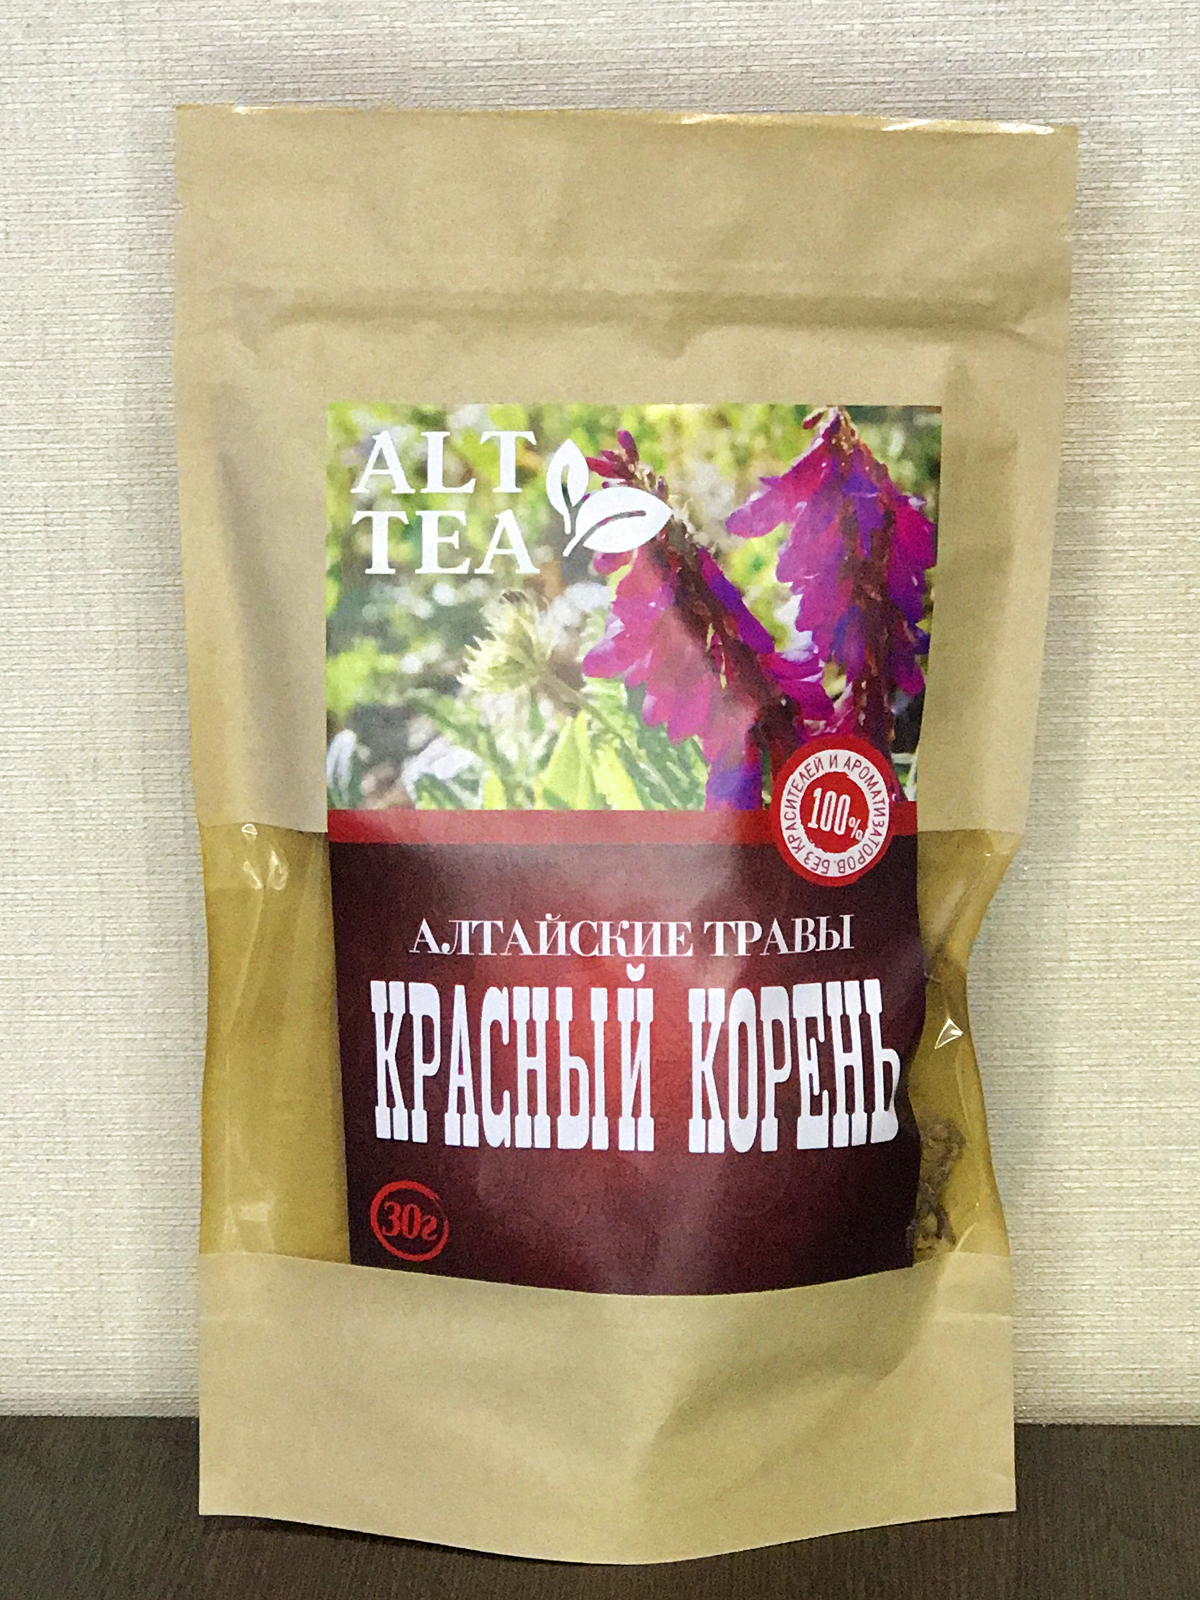 ALT
TEA
100%
БЕЗ КРАСИТЕЛЕЙ И АРОМАТИЗАТОРОВ.
АЛТАЙСКИЕ ТРАВЫ
КРАСНЫЙ КОРЕНЬ
30г